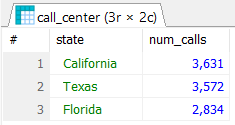 call_center (3r × 2c)
# state num_calls
1 California 3,631
2 Texas 3,572
3 Florida 2,834